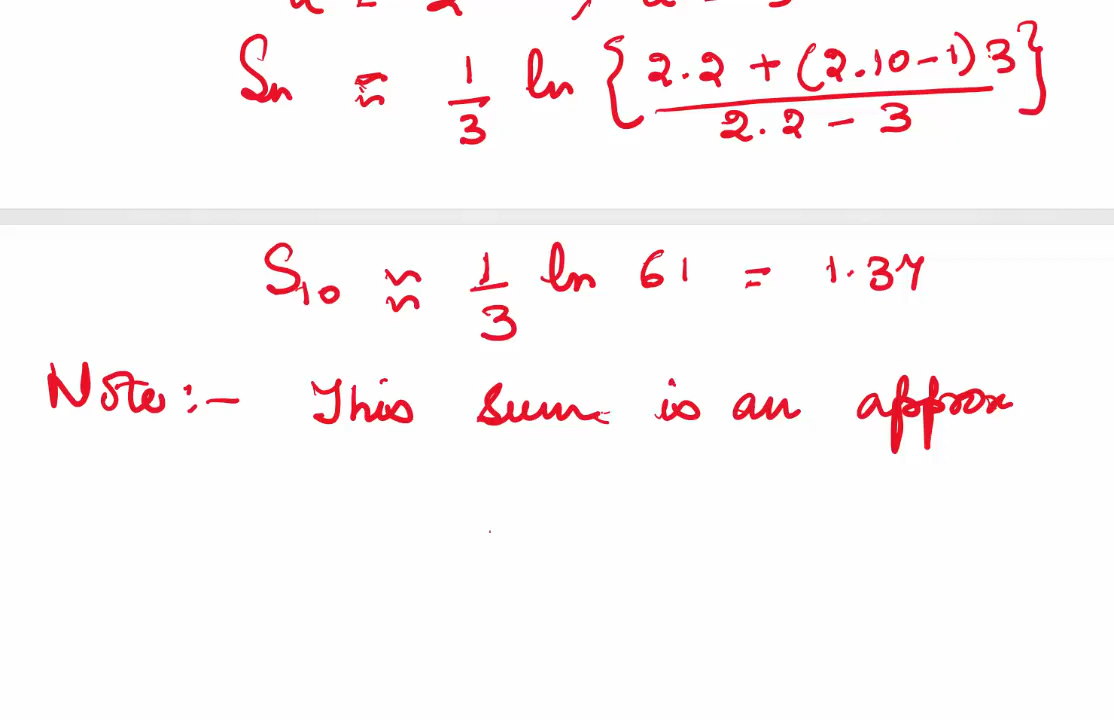 Sn ≈ 1/3 ln { 2.2 + (2.10-1)3 / 2.2 - 3 }
S10 ≈ 1/3 ln 61 = 1.37
Note:- This sum is an approx